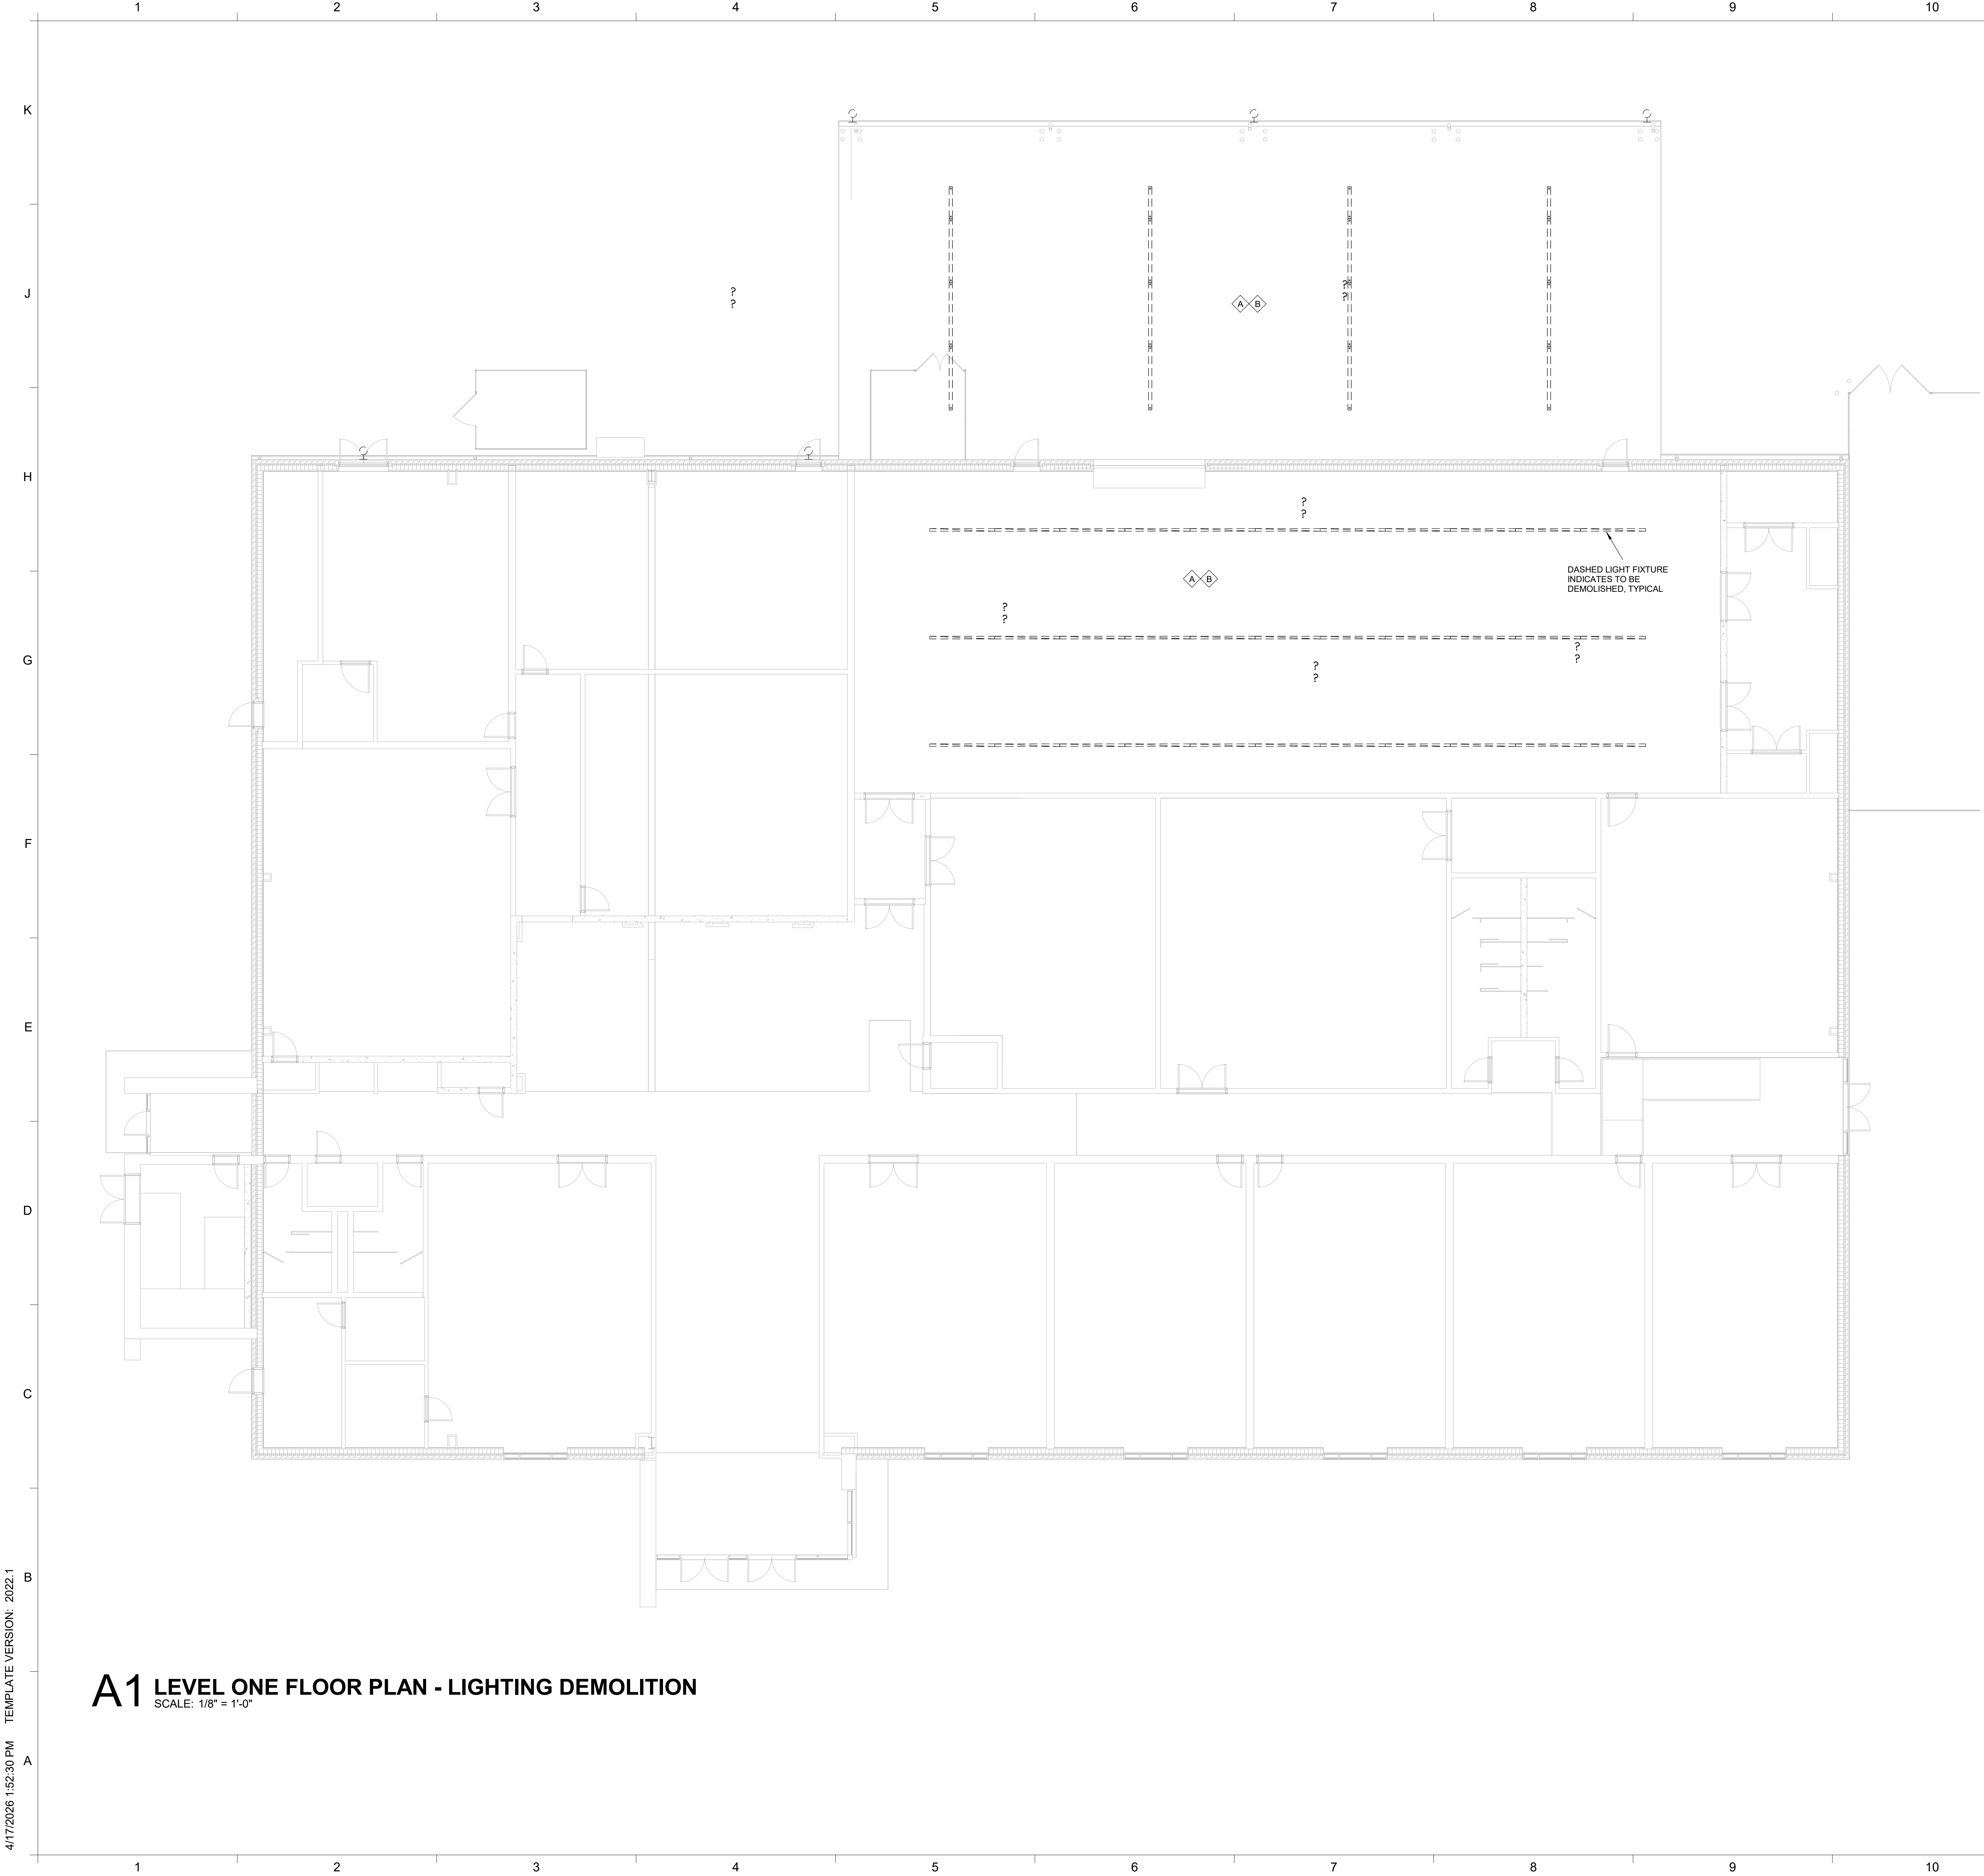 1 2 3 4 5 6 7 8 9 10
K
J
?
?
?
?
A B
H
?
?
DASHED LIGHT FIXTURE
INDICATES TO BE
DEMOLISHED, TYPICAL
A B
?
?
G
?
?
?
?
F
E
D
C
B
A1 LEVEL ONE FLOOR PLAN - LIGHTING DEMOLITION
SCALE: 1/8" = 1'-0"
A
4/17/2026 1:52:30 PM TEMPLATE VERSION: 2022.1
1 2 3 4 5 6 7 8 9 10